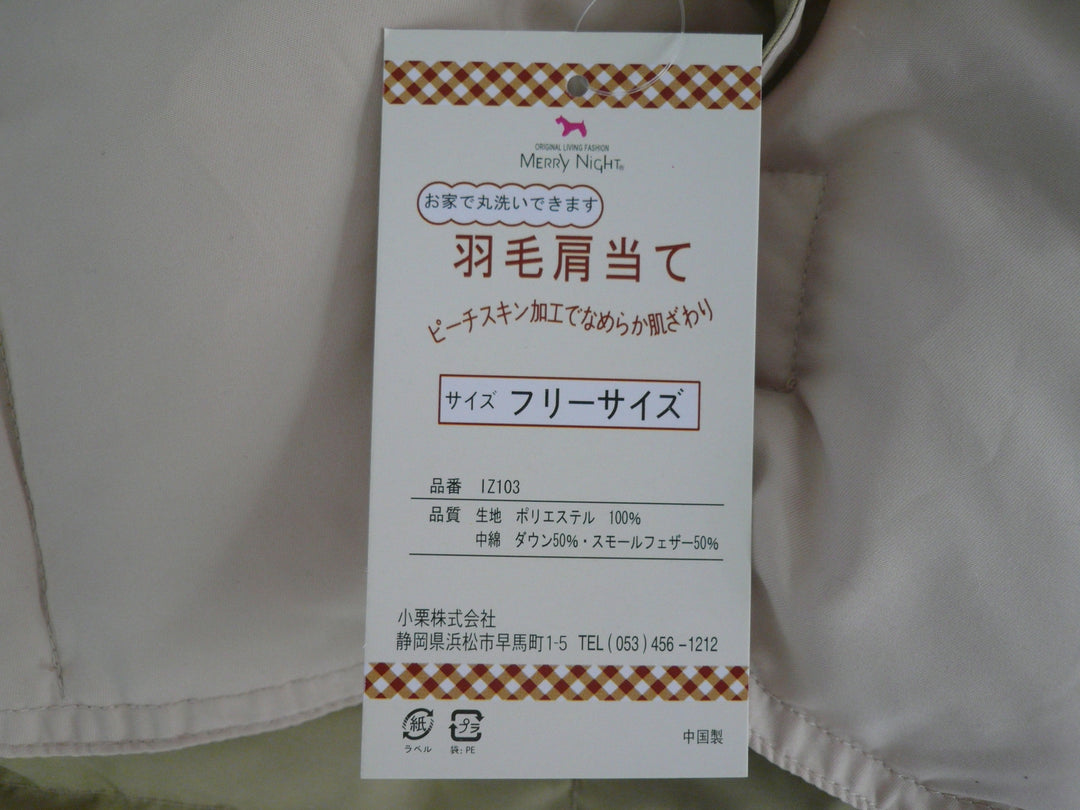 ORIGINAL LIVING FASHION
MERRY NIGHT®
お家で丸洗いできます
羽毛肩当て
ピーチスキン加工でなめらか肌ざわり
サイズ フリーサイズ
品番 IZ103
品質 生地 ポリエステル 100%
中綿 ダウン50%・スモールフェザー50%
小栗株式会社
静岡県浜松市早馬町1-5 TEL(053)456-1212
紙 プラ
ラベル 袋:PE
中国製